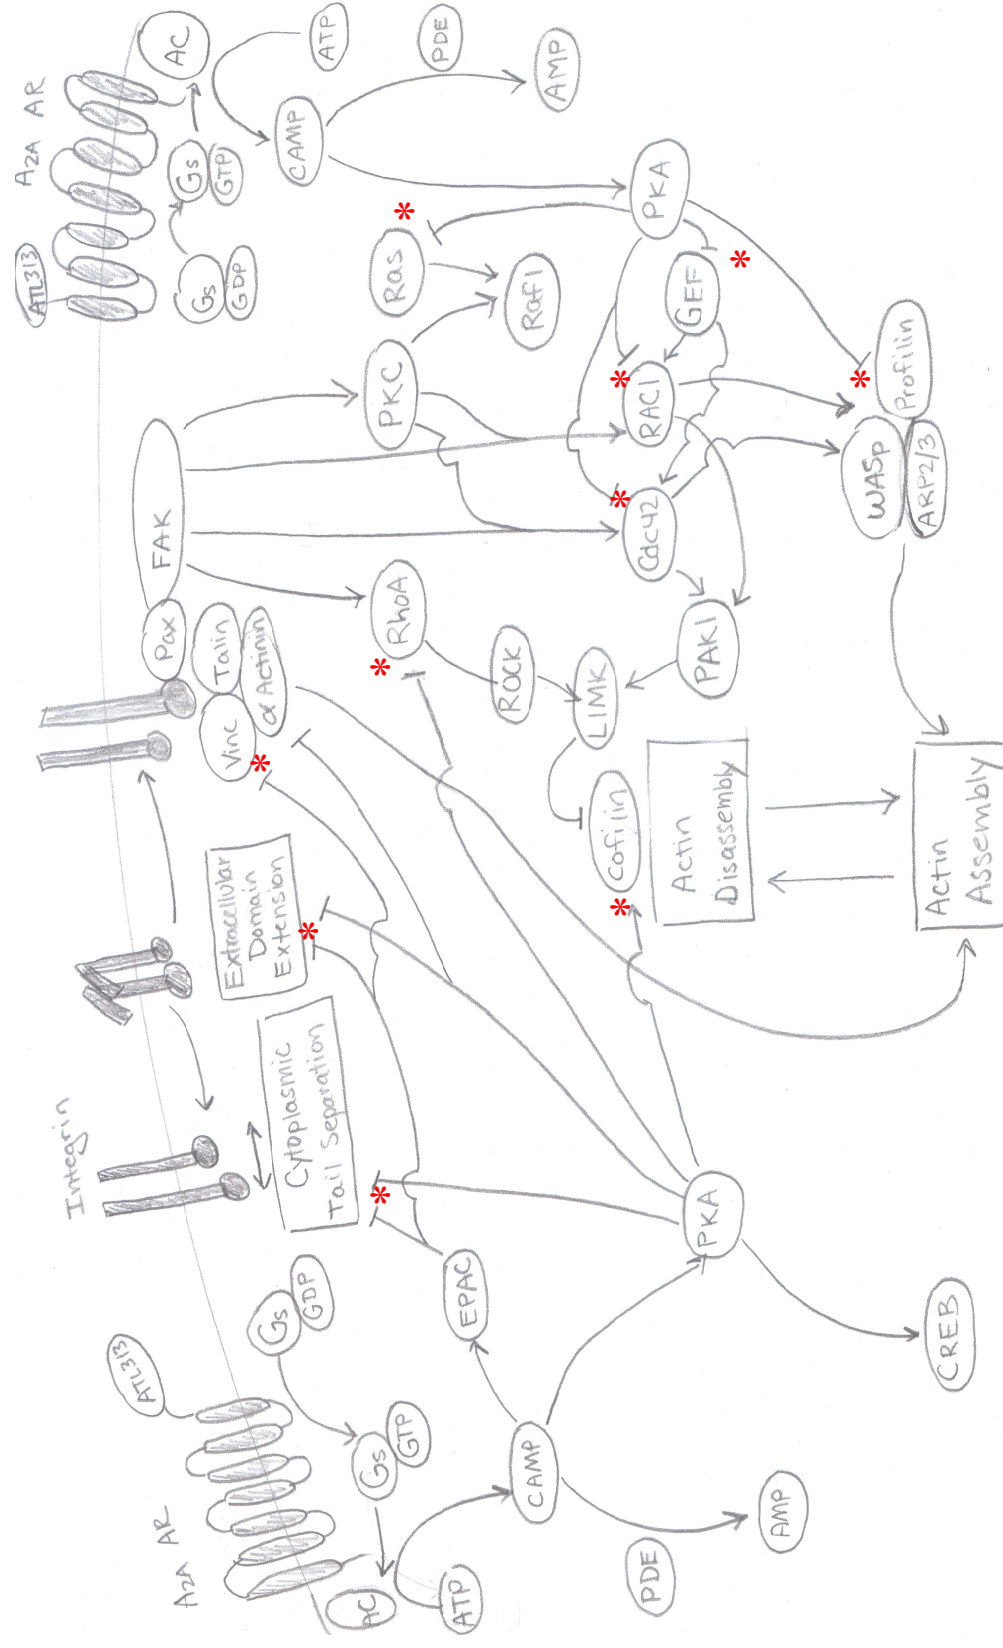 A2A AR
ATL313
Gs
GDP
Gs
GTP
AC
ATP
CAMP
PDE
AMP
EPAC
PKA
CREB
Integrin
Cytoplasmic
Tail Separation
*
Extracellular
Domain
Extension
*
Vinc
*
Talin
α Actinin
Pax
FAK
RhoA
*
ROCK
LIMK
Cofilin
*
Actin
Disassembly
Actin
Assembly
PKC
Ras
*
Raf1
Cdc42
*
RAC1
*
GEF
*
PAK1
WASp
Profilin
*
ARP2/3
A2A AR
ATL313
Gs
GDP
Gs
GTP
AC
ATP
CAMP
PDE
AMP
PKA